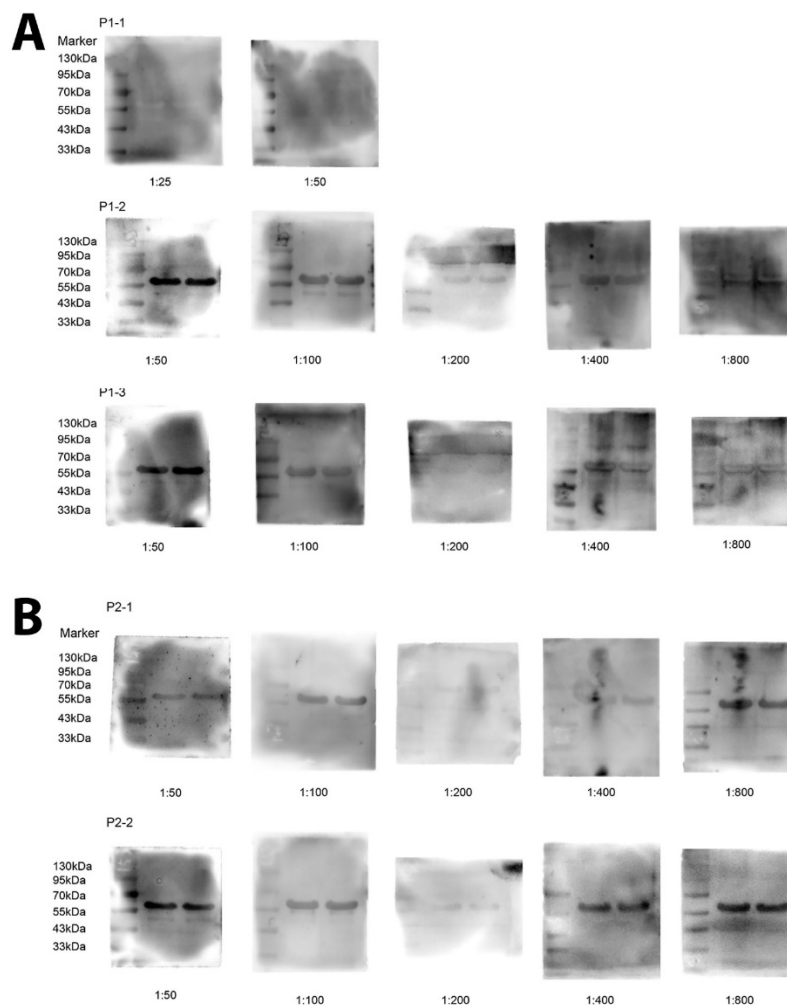 A
P1-1
Marker
130kDa
95kDa
70kDa
55kDa
43kDa
33kDa
1:25
1:50
P1-2
130kDa
95kDa
70kDa
55kDa
43kDa
33kDa
1:50
1:100
1:200
1:400
1:800
P1-3
130kDa
95kDa
70kDa
55kDa
43kDa
33kDa
1:50
1:100
1:200
1:400
1:800
B
P2-1
Marker
130kDa
95kDa
70kDa
55kDa
43kDa
33kDa
1:50
1:100
1:200
1:400
1:800
P2-2
130kDa
95kDa
70kDa
55kDa
43kDa
33kDa
1:50
1:100
1:200
1:400
1:800